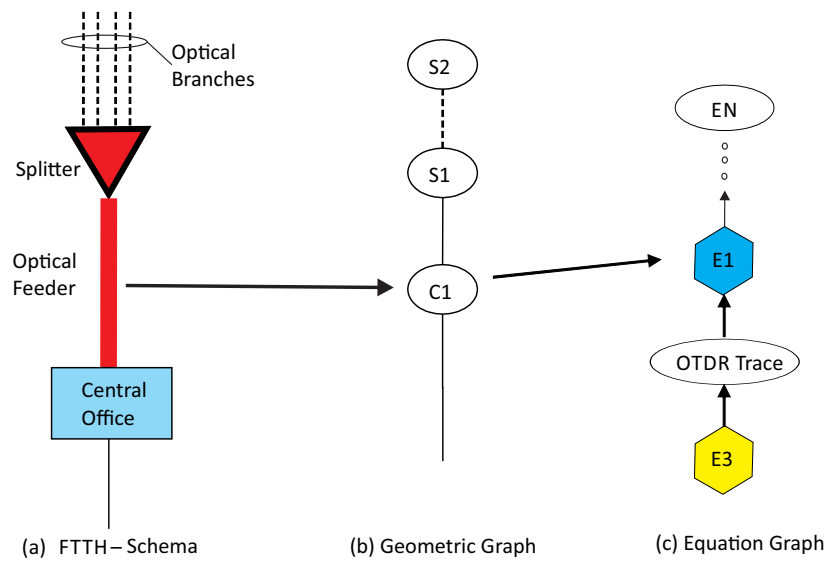 Optical
Branches
Splitter
Optical
Feeder
Central
Office
(a) FTTH – Schema
S2
S1
C1
(b) Geometric Graph
EN
E1
OTDR Trace
E3
(c) Equation Graph